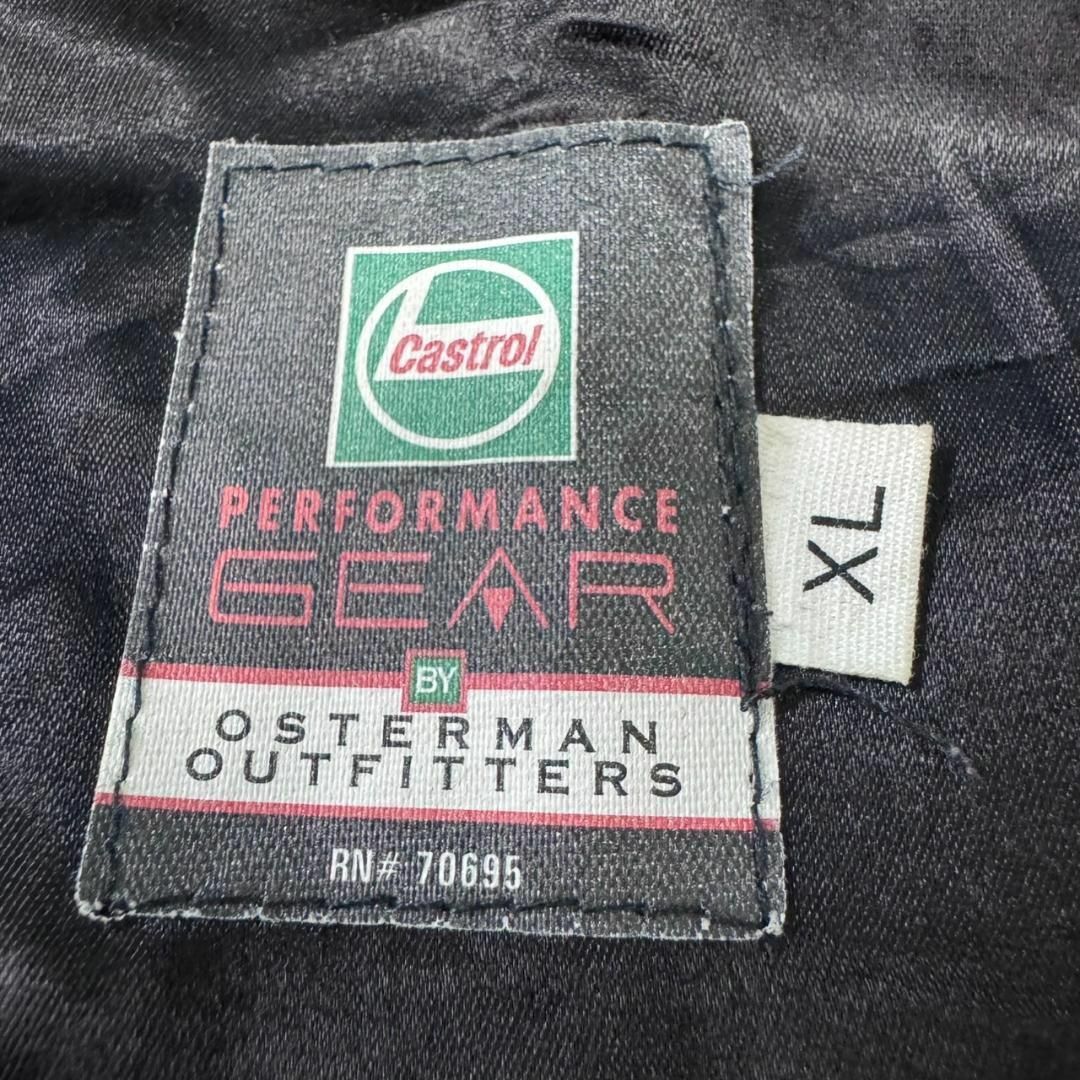 Castrol
PERFORMANCE
GEAR
BY
OSTERMAN
OUTFITTERS
RN# 70695
XL